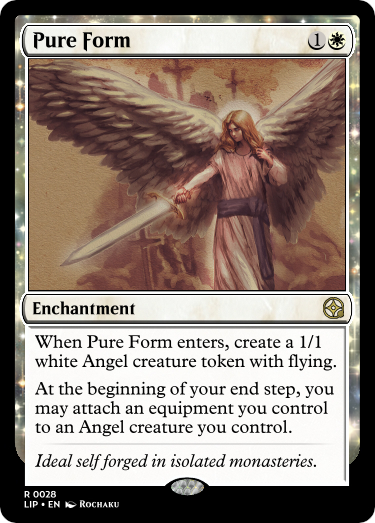 Pure Form
1
Enchantment
When Pure Form enters, create a 1/1
white Angel creature token with flying.
At the beginning of your end step, you
may attach an equipment you control
to an Angel creature you control.
Ideal self forged in isolated monasteries.
R 0028
LIP • EN Rochaku